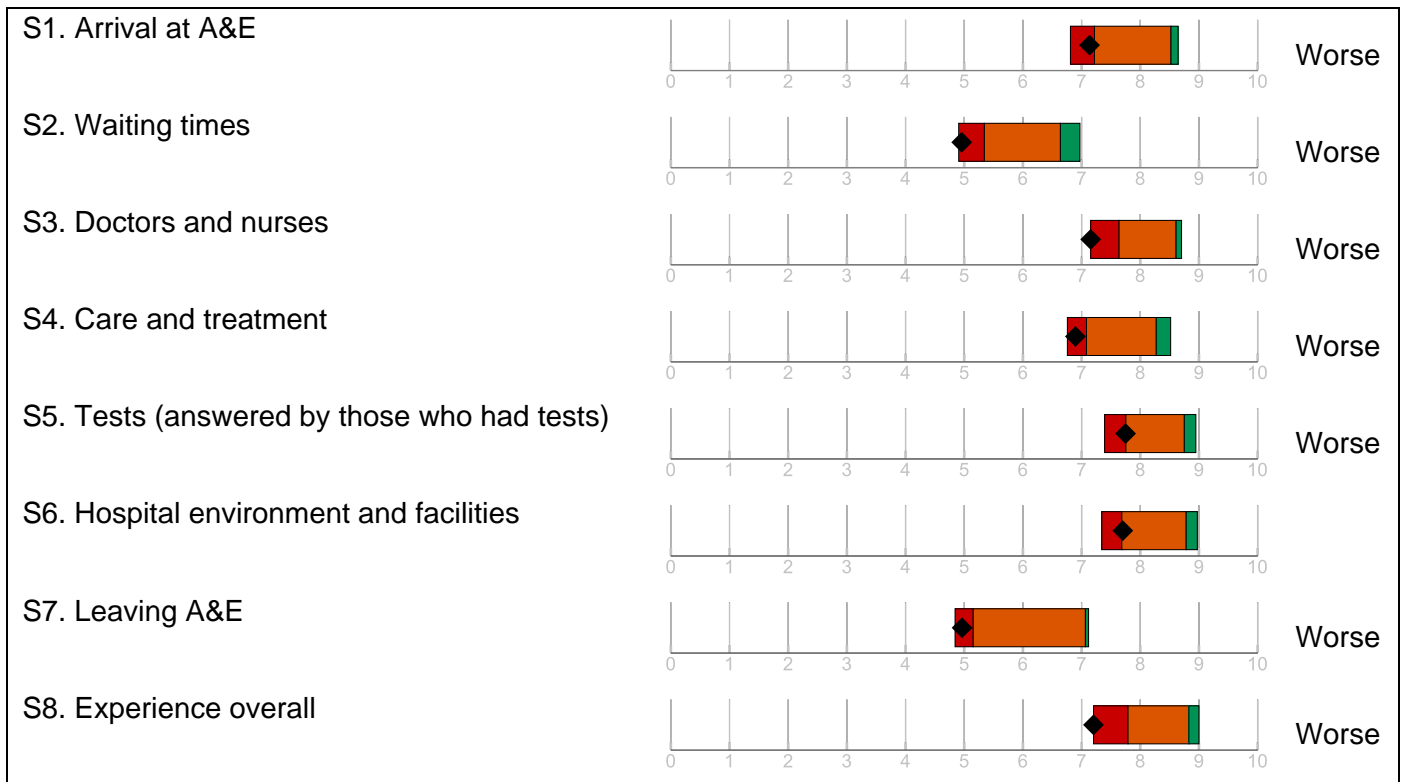 S1. Arrival at A&E
Worse
0 1 2 3 4 5 6 7 8 9 10
S2. Waiting times
Worse
0 1 2 3 4 5 6 7 8 9 10
S3. Doctors and nurses
Worse
0 1 2 3 4 5 6 7 8 9 10
S4. Care and treatment
Worse
0 1 2 3 4 5 6 7 8 9 10
S5. Tests (answered by those who had tests)
Worse
0 1 2 3 4 5 6 7 8 9 10
S6. Hospital environment and facilities
0 1 2 3 4 5 6 7 8 9 10
S7. Leaving A&E
Worse
0 1 2 3 4 5 6 7 8 9 10
S8. Experience overall
Worse
0 1 2 3 4 5 6 7 8 9 10